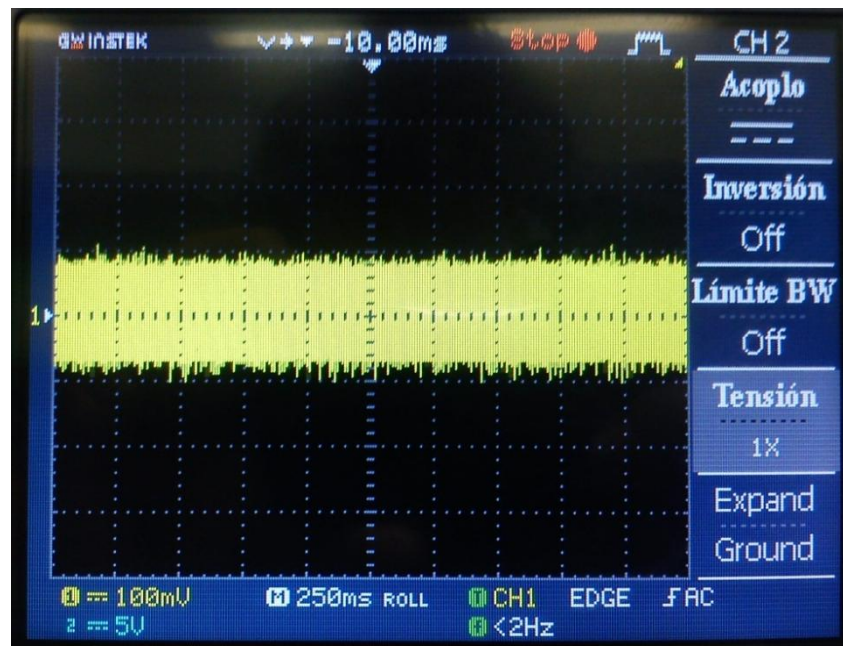 GW INSTEK -10.00ms Stop CH 2
Acoplo
Inversión
Off
Límite BW
Off
1
Tensión
1X
Expand
Ground
1 100mV M 250ms ROLL T CH1 EDGE AC
2 5V F <2Hz